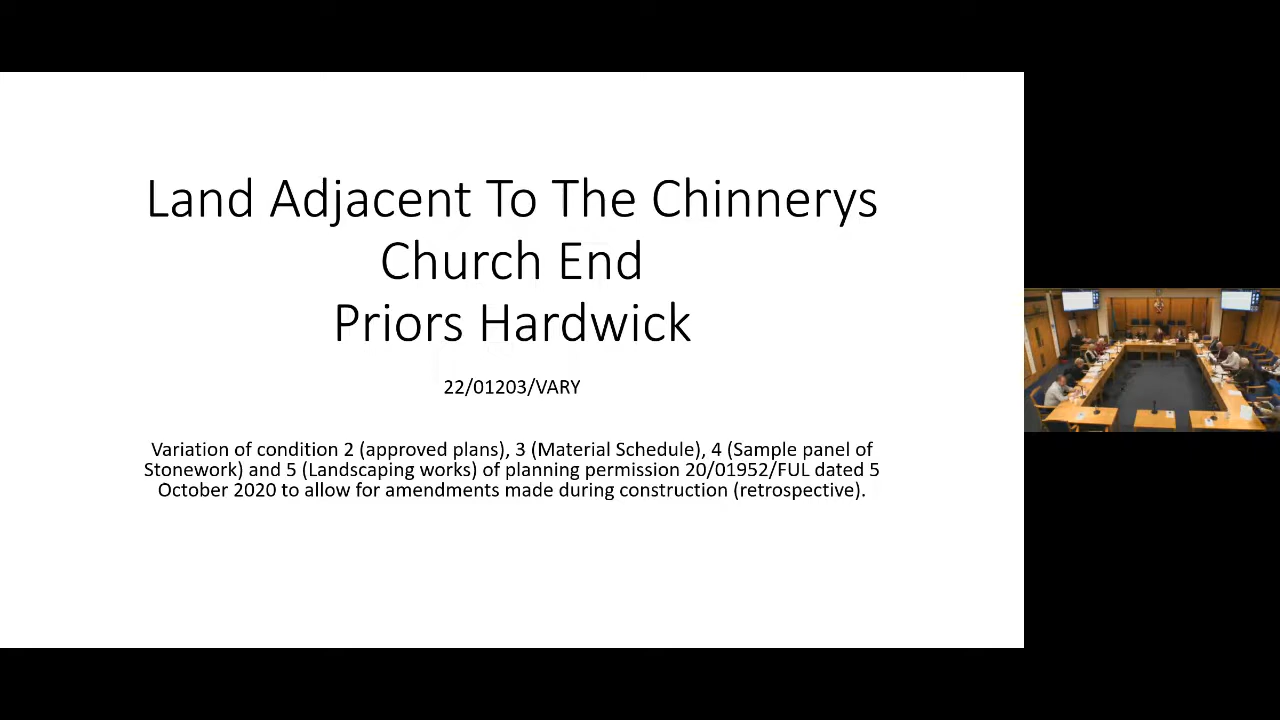 Land Adjacent To The Chinnerys
Church End
Priors Hardwick
22/01203/VARY
Variation of condition 2 (approved plans), 3 (Material Schedule), 4 (Sample panel of
Stonework) and 5 (Landscaping works) of planning permission 20/01952/FUL dated 5
October 2020 to allow for amendments made during construction (retrospective).